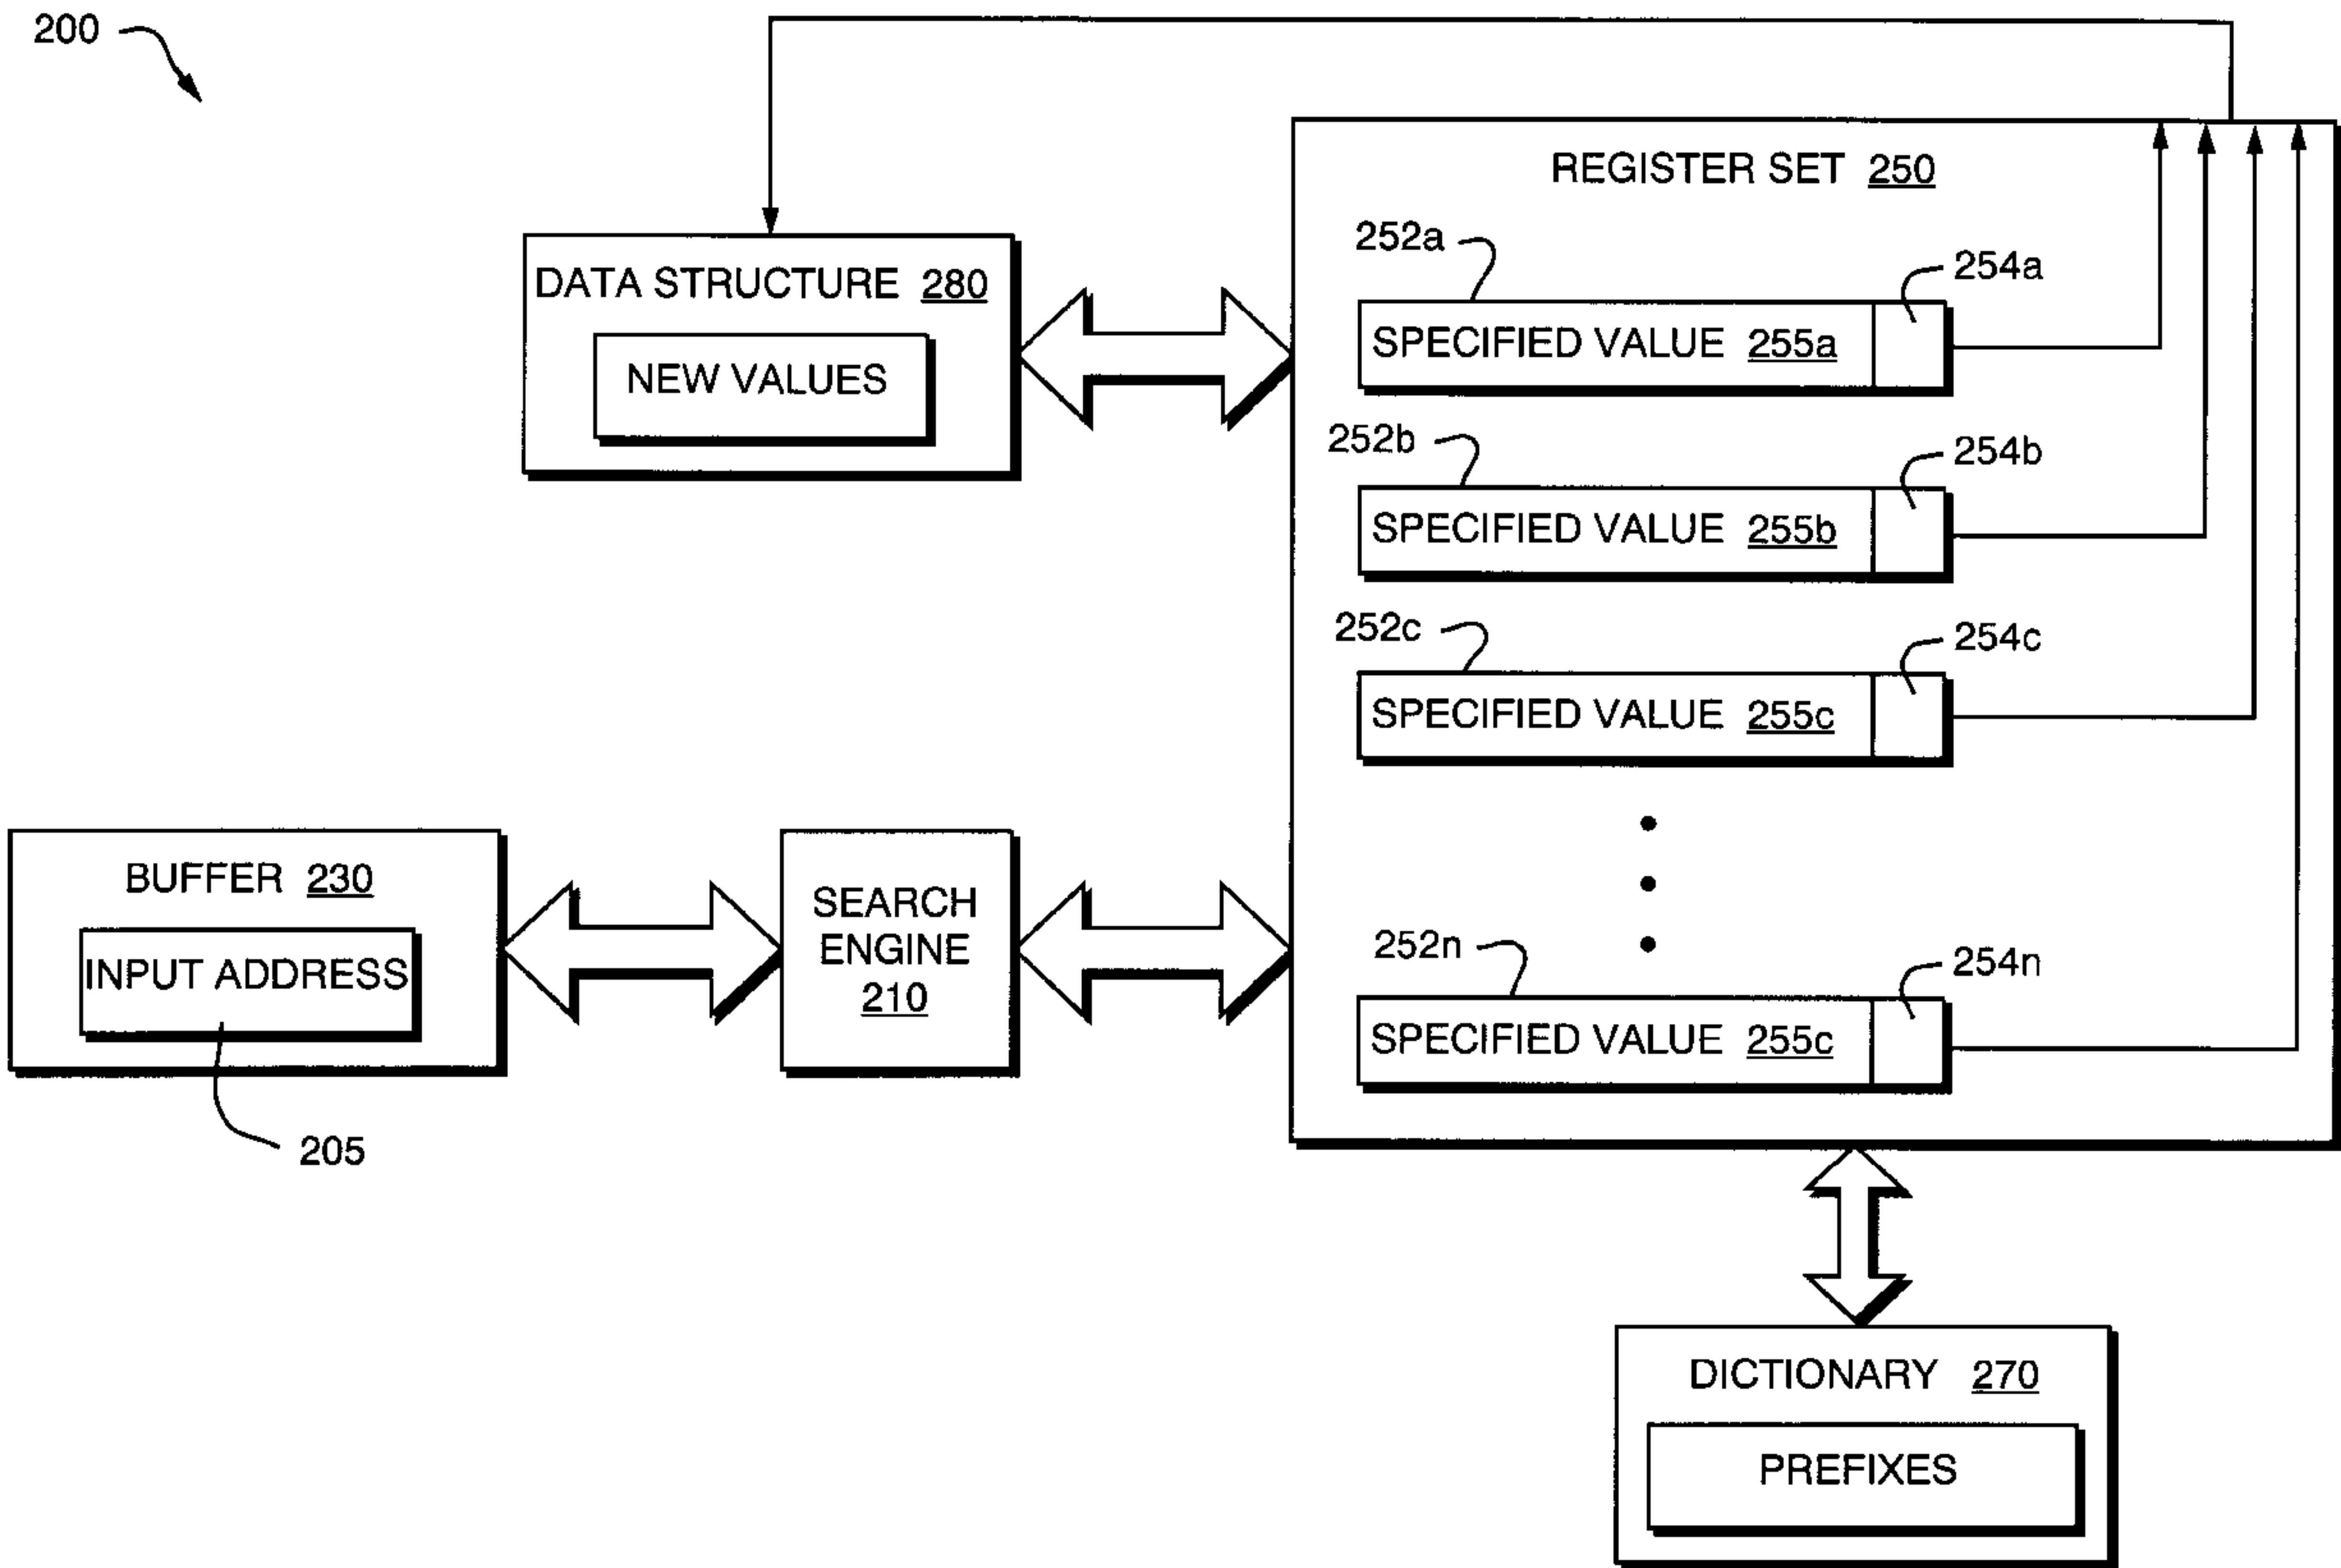 200
REGISTER SET 250
252a
254a
SPECIFIED VALUE 255a
DATA STRUCTURE 280
NEW VALUES
252b
254b
SPECIFIED VALUE 255b
252c
254c
SPECIFIED VALUE 255c
BUFFER 230
INPUT ADDRESS
205
SEARCH
ENGINE
210
252n
254n
SPECIFIED VALUE 255c
DICTIONARY 270
PREFIXES